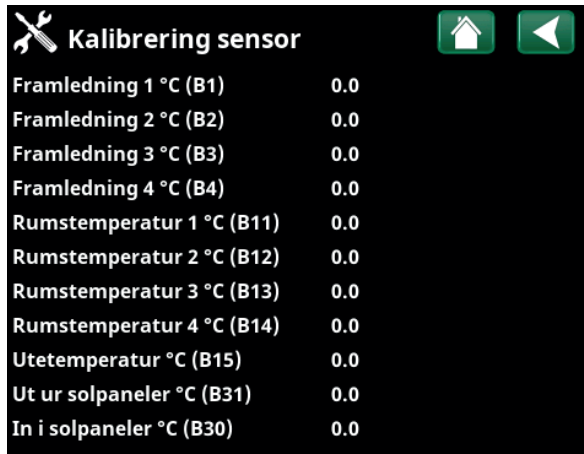 Kalibrering sensor
Framledning 1 °C (B1) 0.0
Framledning 2 °C (B2) 0.0
Framledning 3 °C (B3) 0.0
Framledning 4 °C (B4) 0.0
Rumstemperatur 1 °C (B11) 0.0
Rumstemperatur 2 °C (B12) 0.0
Rumstemperatur 3 °C (B13) 0.0
Rumstemperatur 4 °C (B14) 0.0
Utetemperatur °C (B15) 0.0
Ut ur solpaneler °C (B31) 0.0
In i solpaneler °C (B30) 0.0